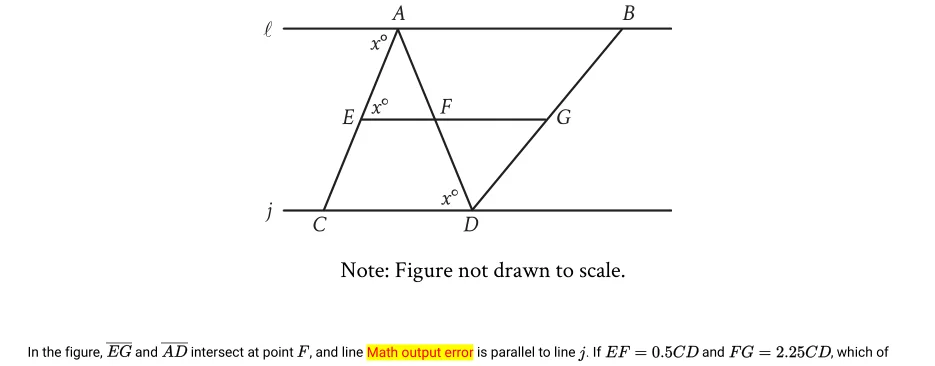 A B
ℓ
x°
E x° F G
x°
j
C D
Note: Figure not drawn to scale.
In the figure, EG and AD intersect at point F, and line Math output error is parallel to line j. If EF = 0.5CD and FG = 2.25CD, which of